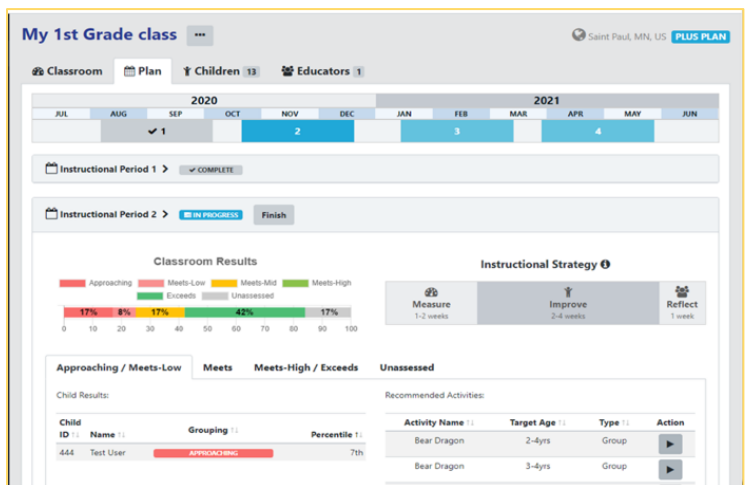 My 1st Grade class ...
Saint Paul, MN, US PLUS PLAN
Classroom Plan Children 13 Educators 1
2020 2021
JUL AUG SEP OCT NOV DEC JAN FEB MAR APR MAY JUN
1 2 3 4
Instructional Period 1 COMPLETE
Instructional Period 2 IN PROGRESS Finish
Classroom Results
Approaching Meets-Low Meets-Mid Meets-High
Exceeds Unassessed
17% 8% 17% 42% 17%
0 10 20 30 40 50 60 70 80 90 100
Instructional Strategy
Measure Improve Reflect
1-2 weeks 2-4 weeks 1 week
Approaching / Meets-Low Meets Meets-High / Exceeds Unassessed
Child Results:
Child ID Name Grouping Percentile
444 Test User APPROACHING 7th
Recommended Activities:
Activity Name Target Age Type Action
Bear Dragon 2-4yrs Group
Bear Dragon 3-4yrs Group